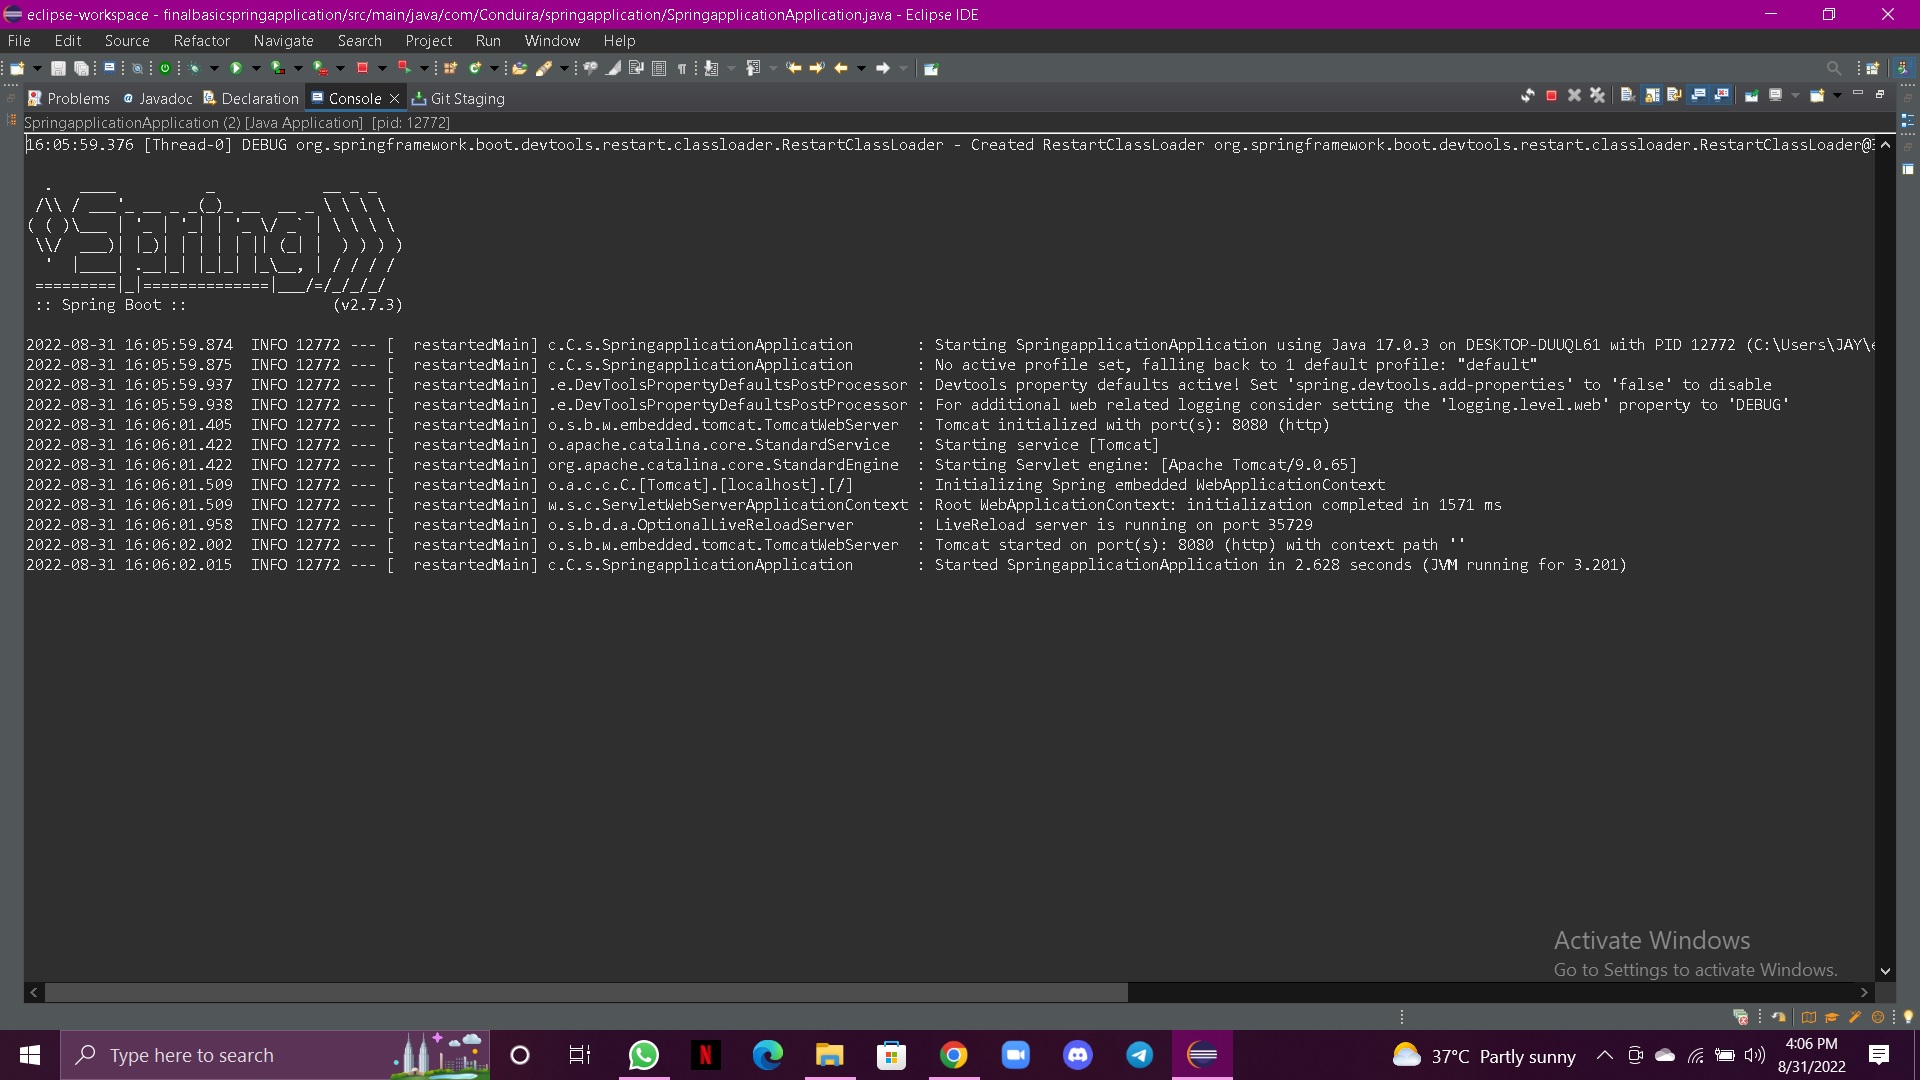 eclipse-workspace - finalbasicspringapplication/src/main/java/com/Conduira/springapplication/SpringapplicationApplication.java - Eclipse IDE
File Edit Source Refactor Navigate Search Project Run Window Help
Problems Javadoc Declaration Console Git Staging
SpringapplicationApplication (2) [Java Application] [pid: 12772]
16:05:59.376 [Thread-0] DEBUG org.springframework.boot.devtools.restart.classloader.RestartClassLoader - Created RestartClassLoader org.springframework.boot.devtools.restart.classloader.RestartClassLoader@3
  .   ____          _            __ _ _
 /\\ / ___'_ __ _ _(_)_ __  __ _ \ \ \ \
( ( )\___ | '_ | '_| | '_ \/ _` | \ \ \ \
 \\/  ___)| |_)| | | | | || (_| |  ) ) ) )
  '  |____| .__|_| |_|_| |_\__, | / / / /
 =========|_|==============|___/=/_/_/_/
 :: Spring Boot ::                (v2.7.3)
2022-08-31 16:05:59.874  INFO 12772 --- [  restartedMain] c.C.s.SpringapplicationApplication       : Starting SpringapplicationApplication using Java 17.0.3 on DESKTOP-DUUQL61 with PID 12772 (C:\Users\JAY\e
2022-08-31 16:05:59.875  INFO 12772 --- [  restartedMain] c.C.s.SpringapplicationApplication       : No active profile set, falling back to 1 default profile: "default"
2022-08-31 16:05:59.937  INFO 12772 --- [  restartedMain] .e.DevToolsPropertyDefaultsPostProcessor : Devtools property defaults active! Set 'spring.devtools.add-properties' to 'false' to disable
2022-08-31 16:05:59.938  INFO 12772 --- [  restartedMain] .e.DevToolsPropertyDefaultsPostProcessor : For additional web related logging consider setting the 'logging.level.web' property to 'DEBUG'
2022-08-31 16:06:01.405  INFO 12772 --- [  restartedMain] o.s.b.w.embedded.tomcat.TomcatWebServer  : Tomcat initialized with port(s): 8080 (http)
2022-08-31 16:06:01.422  INFO 12772 --- [  restartedMain] o.apache.catalina.core.StandardService   : Starting service [Tomcat]
2022-08-31 16:06:01.422  INFO 12772 --- [  restartedMain] org.apache.catalina.core.StandardEngine  : Starting Servlet engine: [Apache Tomcat/9.0.65]
2022-08-31 16:06:01.509  INFO 12772 --- [  restartedMain] o.a.c.c.C.[Tomcat].[localhost].[/]       : Initializing Spring embedded WebApplicationContext
2022-08-31 16:06:01.509  INFO 12772 --- [  restartedMain] w.s.c.ServletWebServerApplicationContext : Root WebApplicationContext: initialization completed in 1571 ms
2022-08-31 16:06:01.958  INFO 12772 --- [  restartedMain] o.s.b.d.a.OptionalLiveReloadServer       : LiveReload server is running on port 35729
2022-08-31 16:06:02.002  INFO 12772 --- [  restartedMain] o.s.b.w.embedded.tomcat.TomcatWebServer  : Tomcat started on port(s): 8080 (http) with context path ''
2022-08-31 16:06:02.015  INFO 12772 --- [  restartedMain] c.C.s.SpringapplicationApplication       : Started SpringapplicationApplication in 2.628 seconds (JVM running for 3.201)
Activate Windows
Go to Settings to activate Windows.
Type here to search
37°C Partly sunny
4:06 PM
8/31/2022